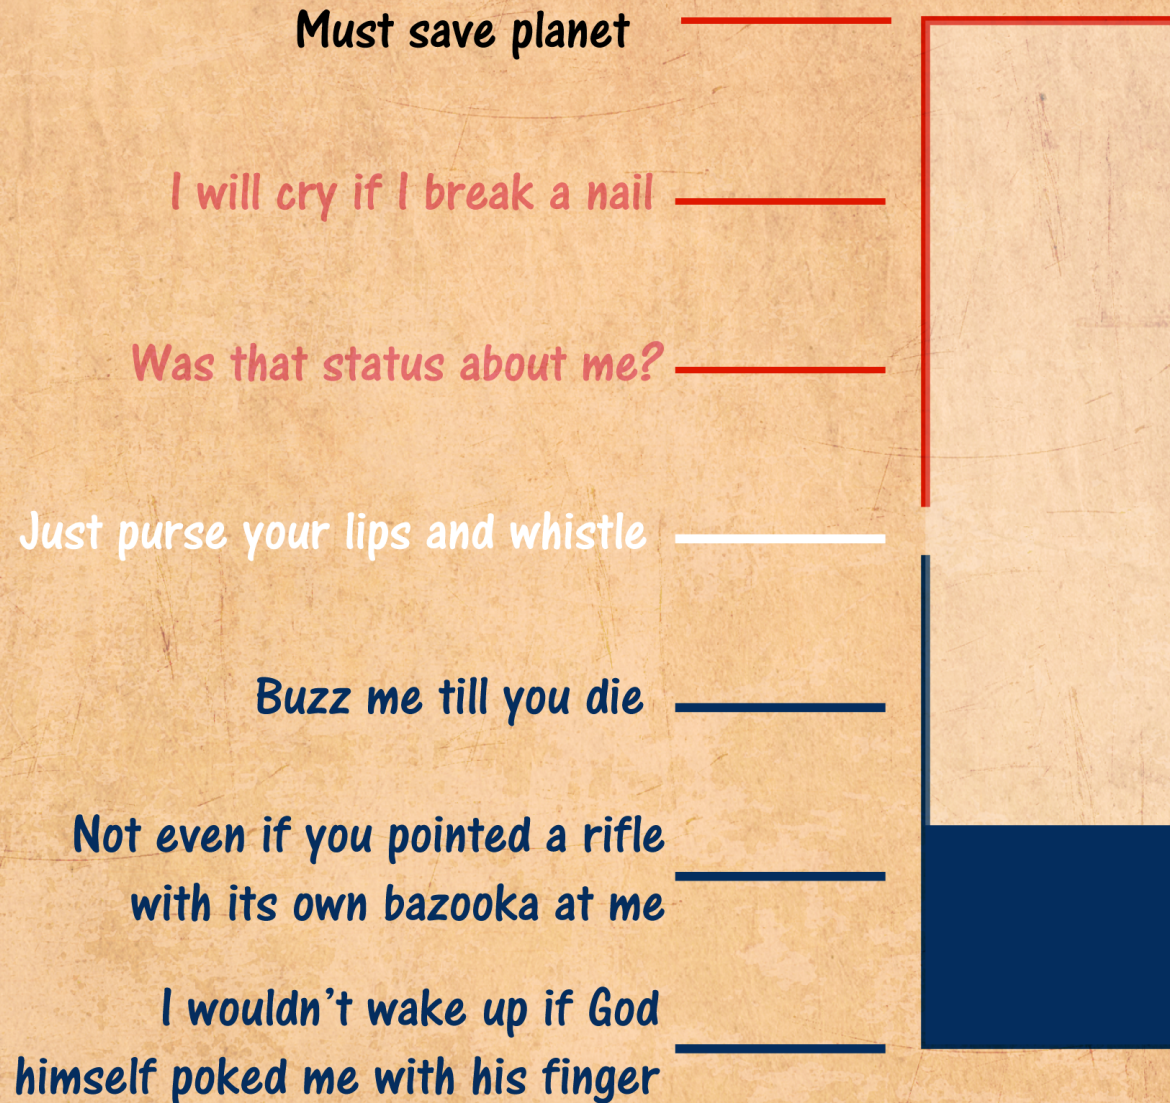 Must save planet
I will cry if I break a nail
Was that status about me?
Just purse your lips and whistle
Buzz me till you die
Not even if you pointed a rifle
with its own bazooka at me
I wouldn't wake up if God
himself poked me with his finger